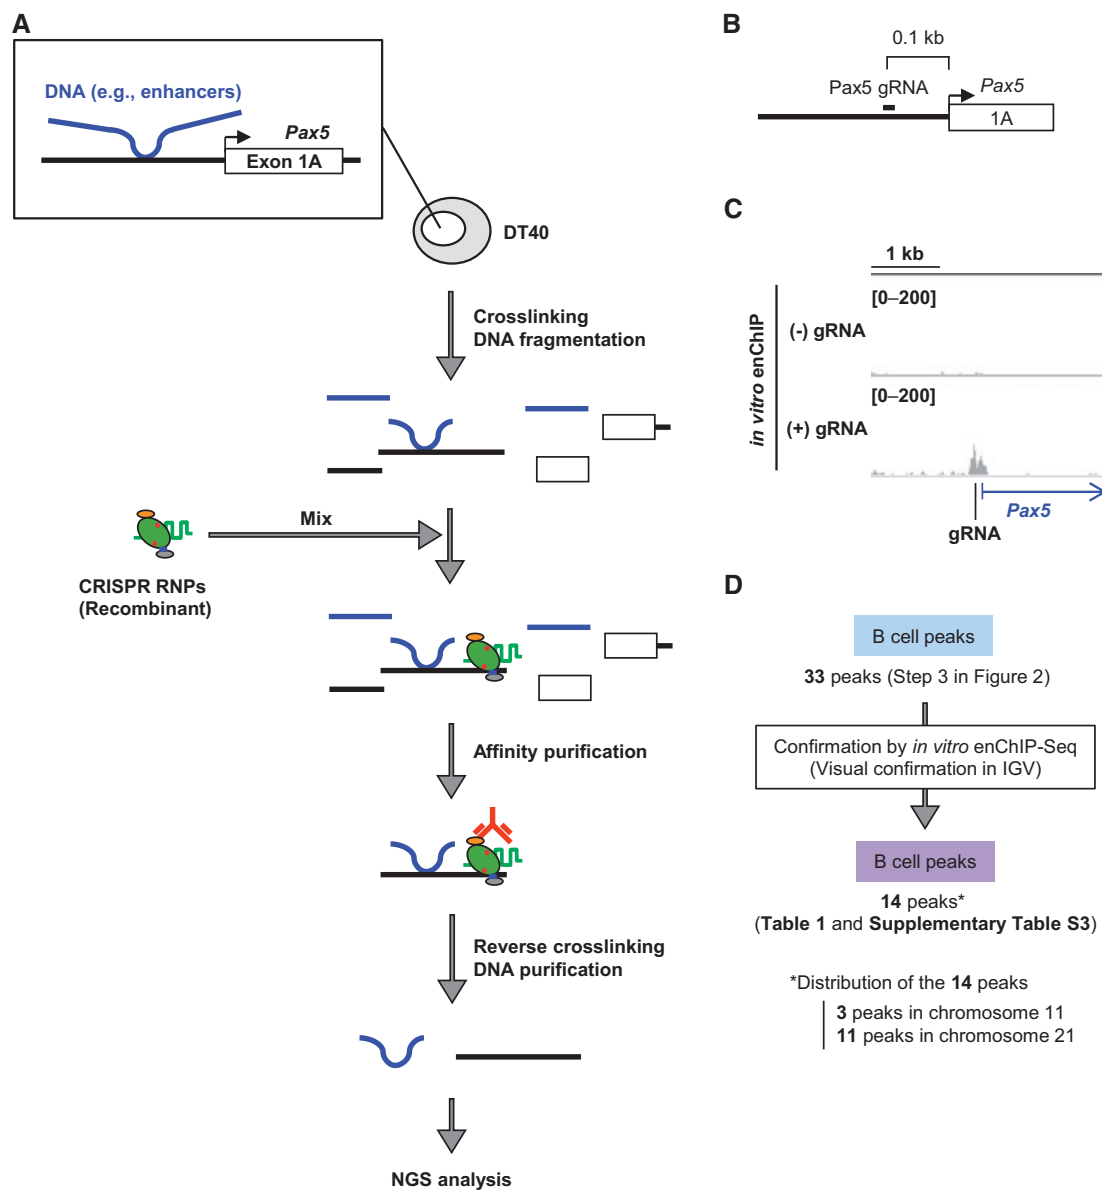 A
DNA (e.g., enhancers)
Pax5
Exon 1A
DT40
Crosslinking
DNA fragmentation
Mix
CRISPR RNPs
(Recombinant)
Affinity purification
Reverse crosslinking
DNA purification
NGS analysis
B
0.1 kb
Pax5 gRNA
Pax5
1A
C
1 kb
in vitro enChIP
[0–200]
(-) gRNA
[0–200]
(+) gRNA
Pax5
gRNA
D
B cell peaks
33 peaks (Step 3 in Figure 2)
Confirmation by in vitro enChIP-Seq
(Visual confirmation in IGV)
B cell peaks
14 peaks*
(Table 1 and Supplementary Table S3)
*Distribution of the 14 peaks
3 peaks in chromosome 11
11 peaks in chromosome 21